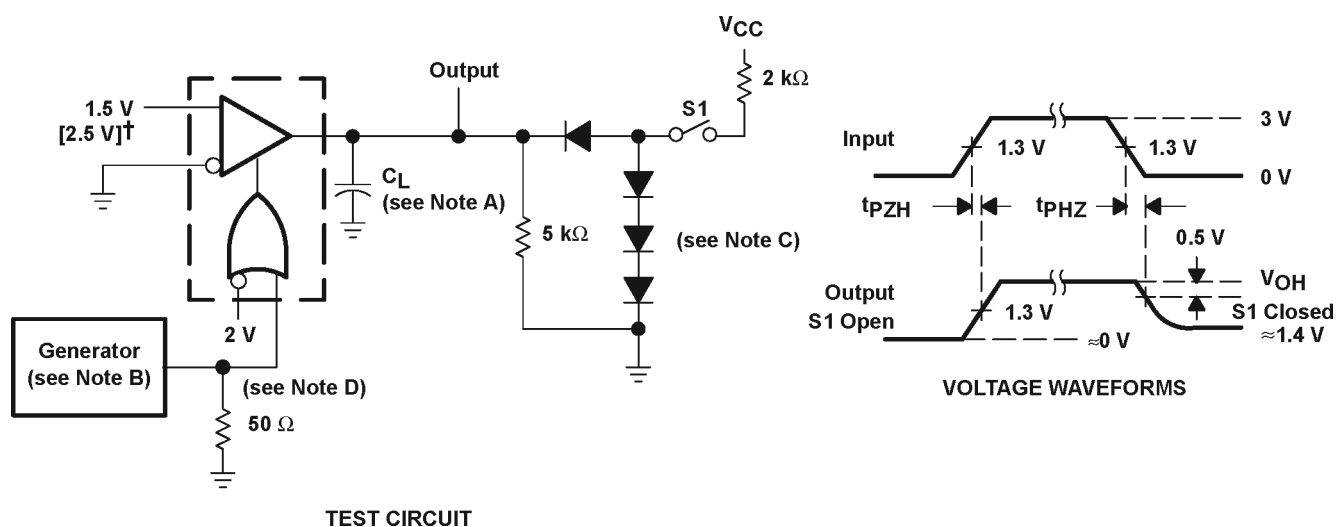 VCC
2 kΩ
Output
S1
1.5 V
[2.5 V]†
CL
(see Note A)
5 kΩ
(see Note C)
2 V
Generator
(see Note B)
(see Note D)
50 Ω
TEST CIRCUIT
Input
3 V
1.3 V
1.3 V
0 V
tPZH
tPHZ
0.5 V
VOH
Output
S1 Open
1.3 V
S1 Closed
≈1.4 V
≈0 V
VOLTAGE WAVEFORMS